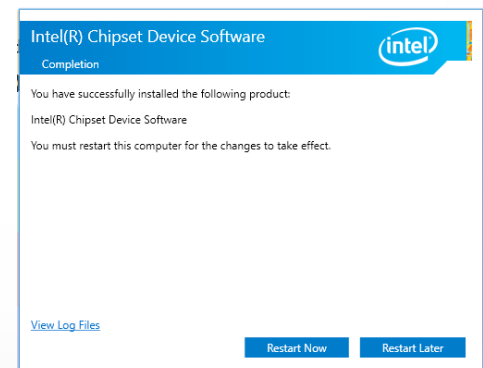 Intel(R) Chipset Device Software
intel
Completion
You have successfully installed the following product:
Intel(R) Chipset Device Software
You must restart this computer for the changes to take effect.
View Log Files
Restart Now
Restart Later